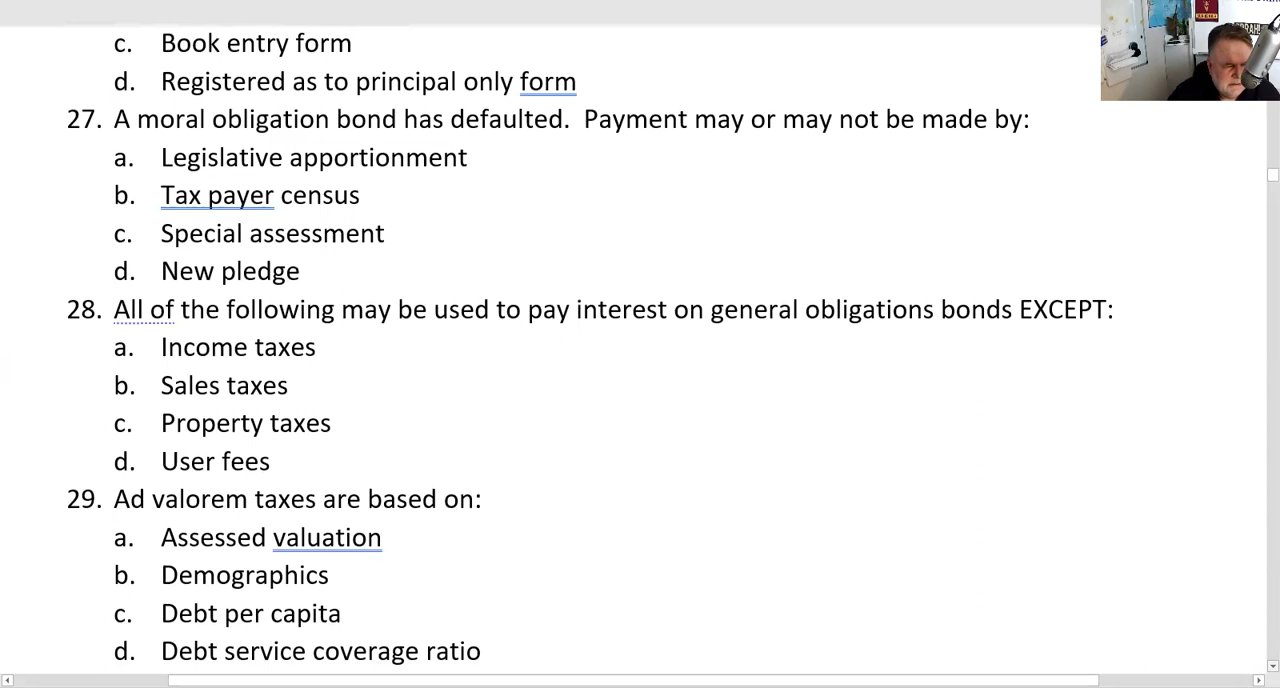 c. Book entry form
d. Registered as to principal only form
27. A moral obligation bond has defaulted.  Payment may or may not be made by:
a. Legislative apportionment
b. Tax payer census
c. Special assessment
d. New pledge
28. All of the following may be used to pay interest on general obligations bonds EXCEPT:
a. Income taxes
b. Sales taxes
c. Property taxes
d. User fees
29. Ad valorem taxes are based on:
a. Assessed valuation
b. Demographics
c. Debt per capita
d. Debt service coverage ratio